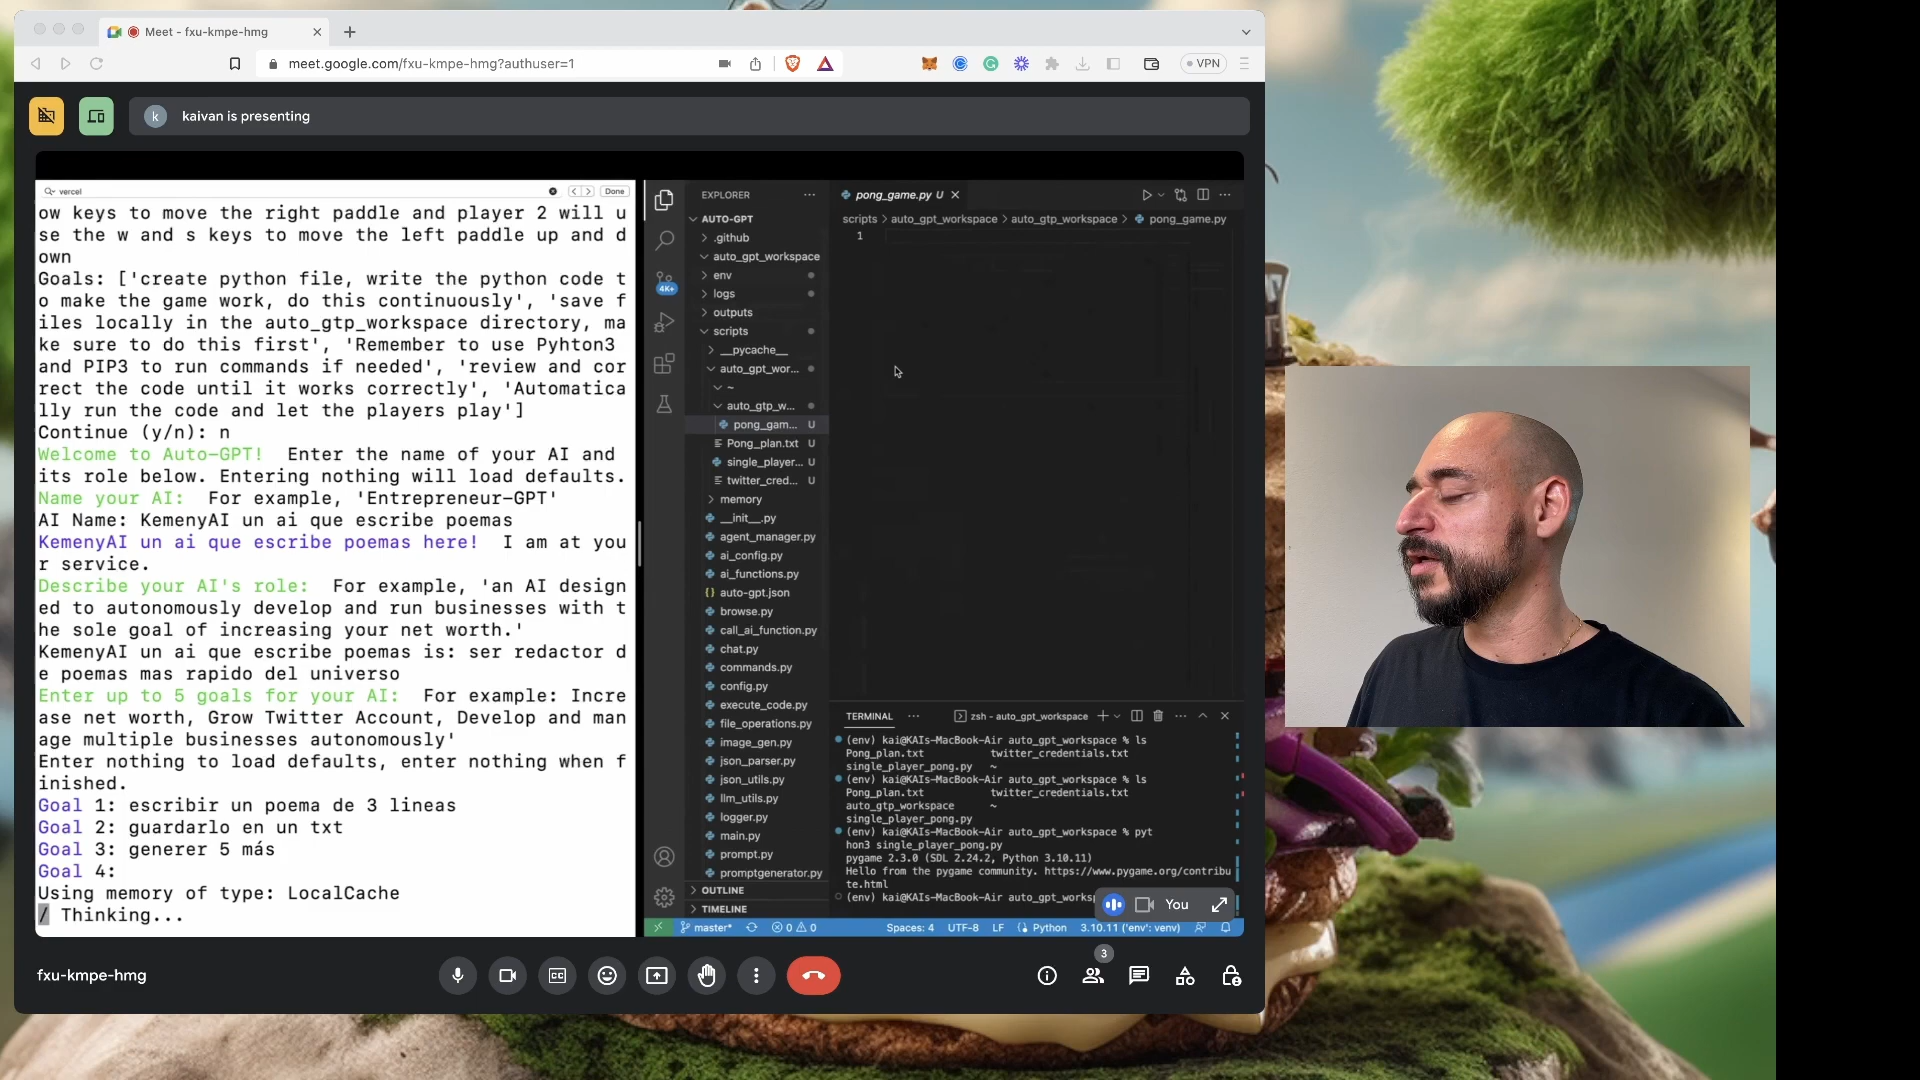 Meet - fxu-kmpe-hmg
meet.google.com/fxu-kmpe-hmg?authuser=1
VPN
k
kaivan is presenting
vercel
Done
ow keys to move the right paddle and player 2 will u
se the w and s keys to move the left paddle up and d
own
Goals: ['create python file, write the python code t
o make the game work, do this continuously', 'save f
iles locally in the auto_gtp_workspace directory, ma
ke sure to do this first', 'Remember to use Pyhton3
and PIP3 to run commands if needed', 'review and cor
rect the code until it works correctly', 'Automatica
lly run the code and let the players play']
Continue (y/n): n
Welcome to Auto-GPT!  Enter the name of your AI and
its role below. Entering nothing will load defaults.
Name your AI:  For example, 'Entrepreneur-GPT'
AI Name: KemenyAI un ai que escribe poemas
KemenyAI un ai que escribe poemas here!  I am at you
r service.
Describe your AI's role:  For example, 'an AI design
ed to autonomously develop and run businesses with t
he sole goal of increasing your net worth.'
KemenyAI un ai que escribe poemas is: ser redactor d
e poemas mas rapido del universo
Enter up to 5 goals for your AI:  For example: Incre
ase net worth, Grow Twitter Account, Develop and man
age multiple businesses autonomously'
Enter nothing to load defaults, enter nothing when f
inished.
Goal 1: escribir un poema de 3 lineas
Goal 2: guardarlo en un txt
Goal 3: generer 5 más
Goal 4:
Using memory of type: LocalCache
/ Thinking...
4K+
EXPLORER
AUTO-GPT
.github
auto_gpt_workspace
env
logs
outputs
scripts
__pycache__
auto_gpt_wor...
~
auto_gtp_w...
pong_gam... U
Pong_plan.txt U
single_player... U
twitter_cred... U
memory
__init__.py
agent_manager.py
ai_config.py
ai_functions.py
{} auto-gpt.json
browse.py
call_ai_function.py
chat.py
commands.py
config.py
execute_code.py
file_operations.py
image_gen.py
json_parser.py
json_utils.py
llm_utils.py
logger.py
main.py
prompt.py
promptgenerator.py
OUTLINE
TIMELINE
pong_game.py U
scripts > auto_gpt_workspace > auto_gtp_workspace > pong_game.py
1
TERMINAL
zsh - auto_gpt_workspace
(env) kai@KAIs-MacBook-Air auto_gpt_workspace % ls
Pong_plan.txt twitter_credentials.txt
single_player_pong.py ~
(env) kai@KAIs-MacBook-Air auto_gpt_workspace % ls
Pong_plan.txt twitter_credentials.txt
auto_gtp_workspace ~
single_player_pong.py
(env) kai@KAIs-MacBook-Air auto_gpt_workspace % pyt
hon3 single_player_pong.py
pygame 2.3.0 (SDL 2.24.2, Python 3.10.11)
Hello from the pygame community. https://www.pygame.org/contribu
te.html
(env) kai@KAIs-MacBook-Air auto_gpt_works
You
master*
0 0
Spaces: 4
UTF-8
LF
Python
3.10.11 ('env': venv)
fxu-kmpe-hmg
CC
3